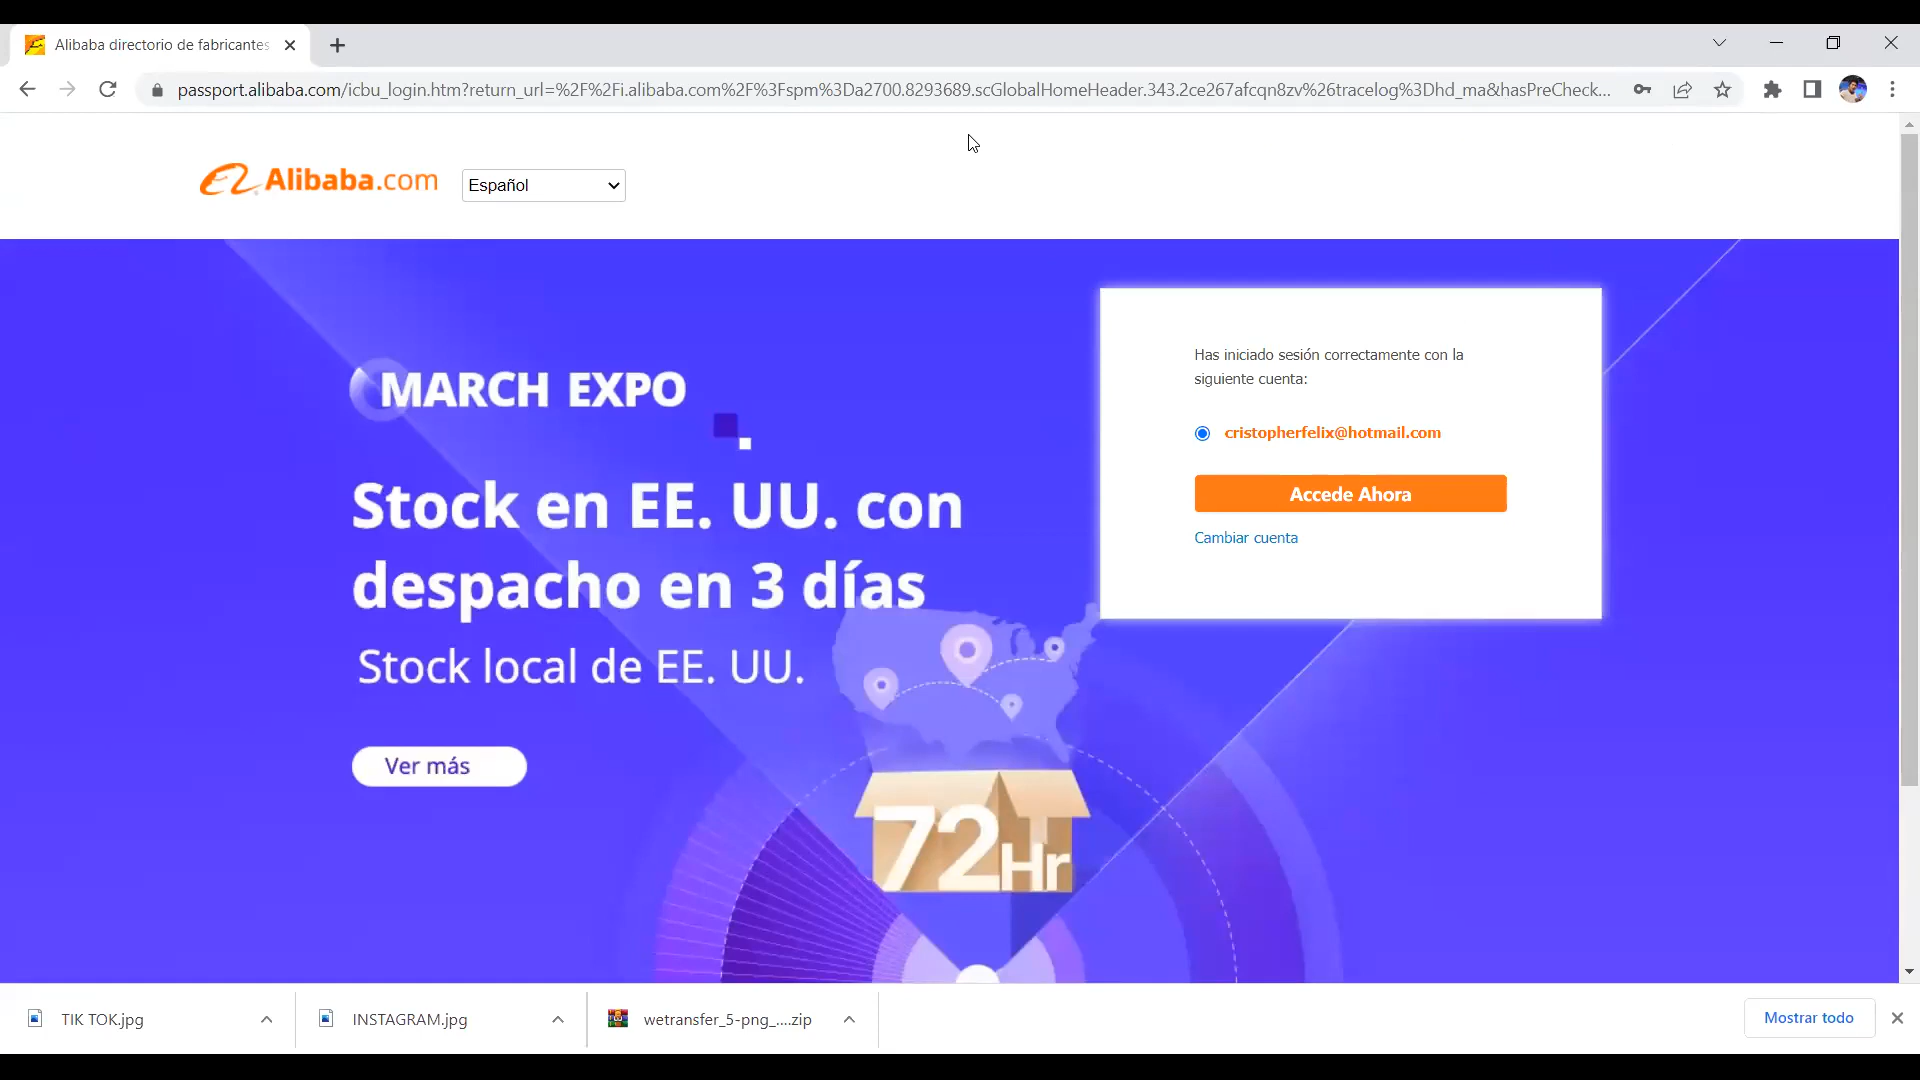 Alibaba directorio de fabricantes
passport.alibaba.com/icbu_login.htm?return_url=%2F%2Fi.alibaba.com%2F%3Fspm%3Da2700.8293689.scGlobalHomeHeader.343.2ce267afcqn8zv%26tracelog%3Dhd_ma&hasPreCheck...
Alibaba.com
Español
MARCH EXPO
Stock en EE. UU. con
despacho en 3 días
Stock local de EE. UU.
Ver más
72Hr
Has iniciado sesión correctamente con la
siguiente cuenta:
cristopherfelix@hotmail.com
Accede Ahora
Cambiar cuenta
TIK TOK.jpg
INSTAGRAM.jpg
wetransfer_5-png_....zip
Mostrar todo